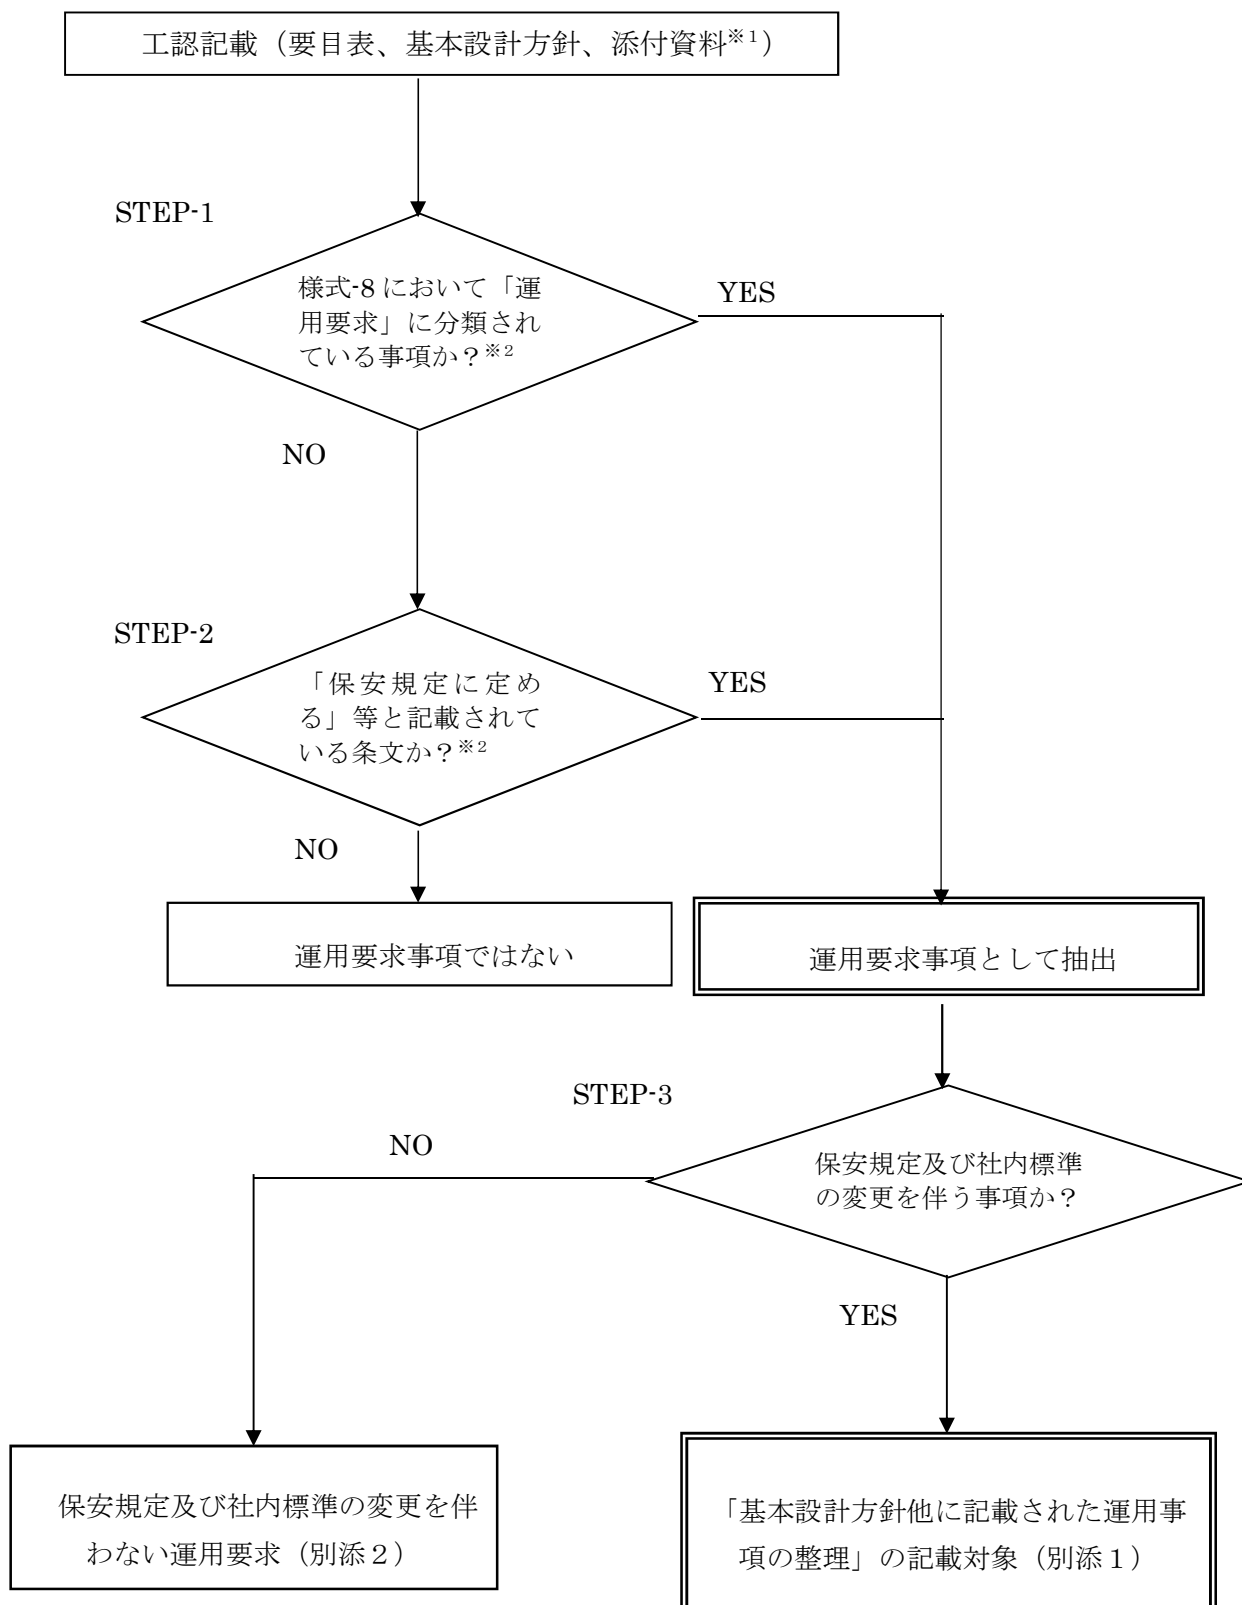 工認記載（要目表、基本設計方針、添付資料※1）
STEP-1
様式-8において「運
用要求」に分類され
ている事項か？※2
YES
NO
STEP-2
「保安規定に定め
る」等と記載されて
いる条文か？※2
YES
NO
運用要求事項ではない
運用要求事項として抽出
STEP-3
NO
保安規定及び社内標準
の変更を伴う事項か？
YES
保安規定及び社内標準の変更を伴
わない運用要求（別添２）
「基本設計方針他に記載された運用事
項の整理」の記載対象（別添１）